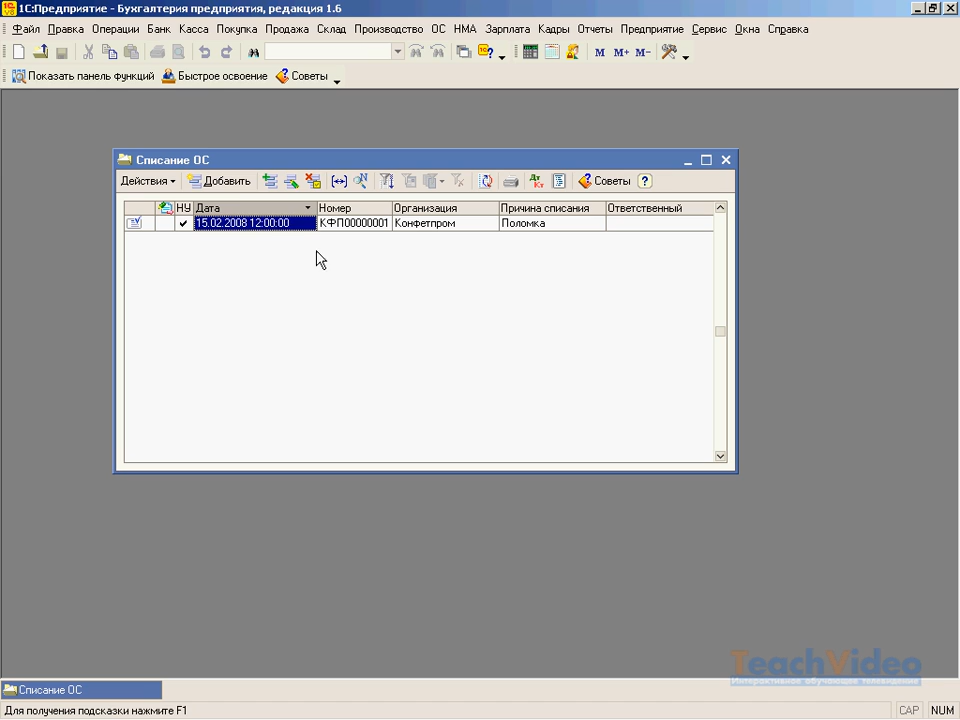 1С:Предприятие - Бухгалтерия предприятия, редакция 1.6
Файл Правка Операции Банк Касса Покупка Продажа Склад Производство ОС НМА Зарплата Кадры Отчеты Предприятие Сервис Окна Справка
M M+ M-
Показать панель функций Быстрое освоение Советы
Списание ОС
Действия Добавить Советы ?
НУ Дата Номер Организация Причина списания Ответственный
15.02.2008 12:00:00 КФП00000001 Конфетпром Поломка
TeachVideo
Интерактивное обучающее телевидение
Списание ОС
Для получения подсказки нажмите F1
CAP NUM